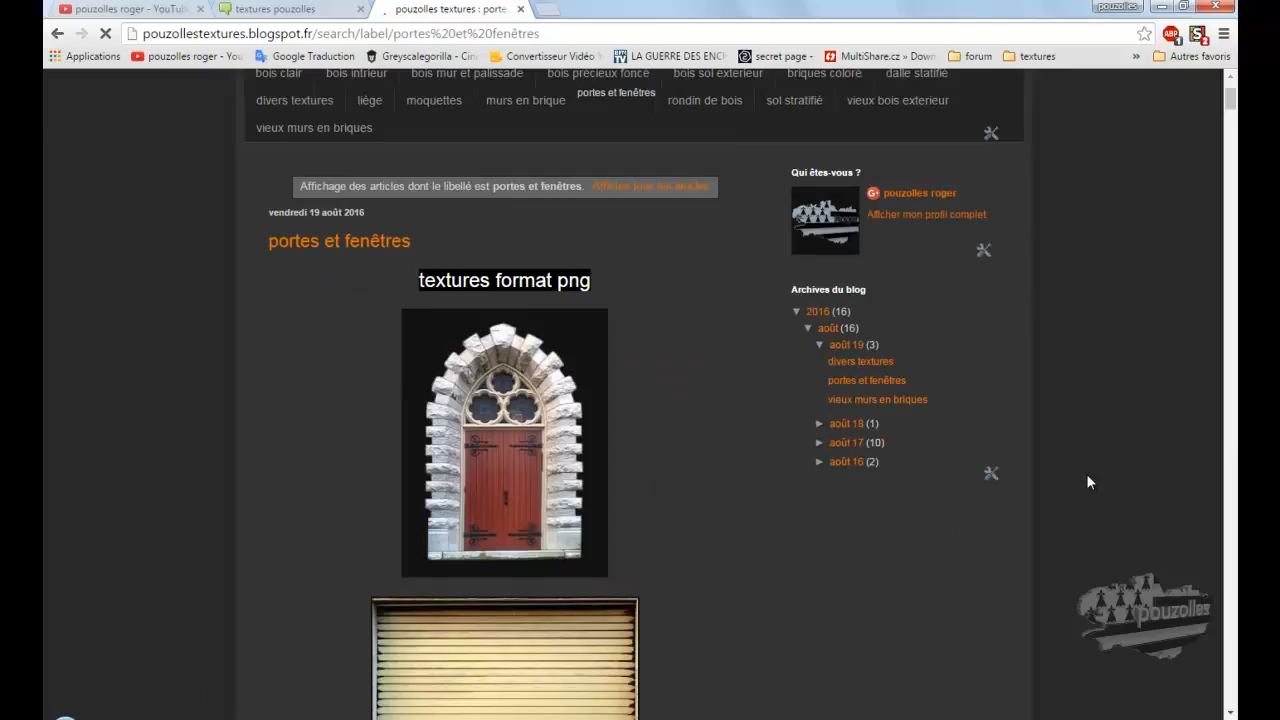 pouzolles roger - YouTub
textures pouzolles
pouzolles textures : porte
pouzolles
pouzollestextures.blogspot.fr/search/label/portes%20et%20fenêtres
Applications
pouzolles roger - You
Google Traduction
Greyscalegorilla - Cin
Convertisseur Vidéo
LA GUERRE DES ENC
secret page -
MultiShare.cz » Down
forum
textures
»
Autres favoris
bois clair bois intrieur bois mur et palissade bois précieux foncé bois sol exterieur briques coloré dalle statifié
divers textures liège moquettes murs en brique portes et fenêtres rondin de bois sol stratifié vieux bois exterieur
vieux murs en briques
Affichage des articles dont le libellé est portes et fenêtres. Afficher tous les articles
vendredi 19 août 2016
portes et fenêtres
textures format png
Qui êtes-vous ?
pouzolles roger
Afficher mon profil complet
Archives du blog
▼ 2016 (16)
▼ août (16)
▼ août 19 (3)
divers textures
portes et fenêtres
vieux murs en briques
► août 18 (1)
► août 17 (10)
► août 16 (2)
pouzolles